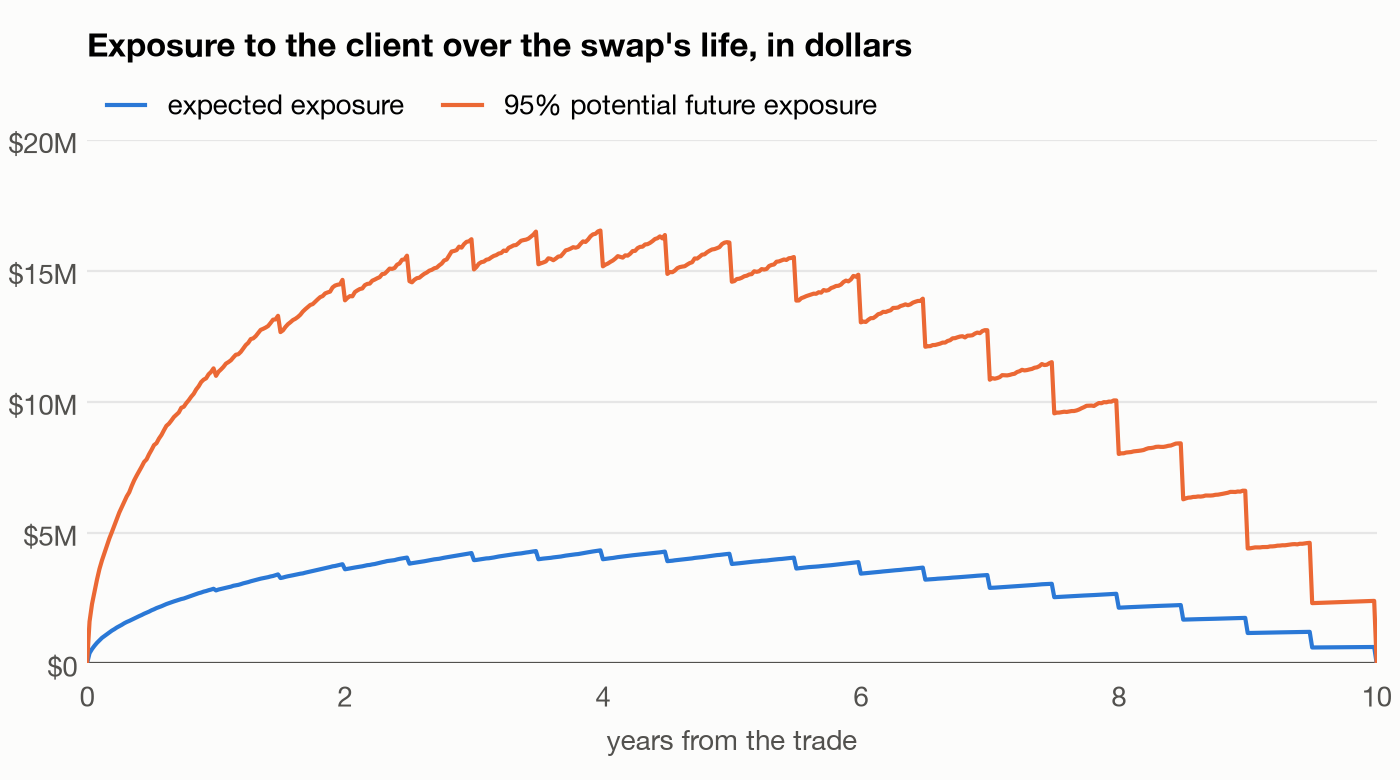 Exposure to the client over the swap's life, in dollars
expected exposure 95% potential future exposure
$20M
$15M
$10M
$5M
$0
0 2 4 6 8 10
years from the trade